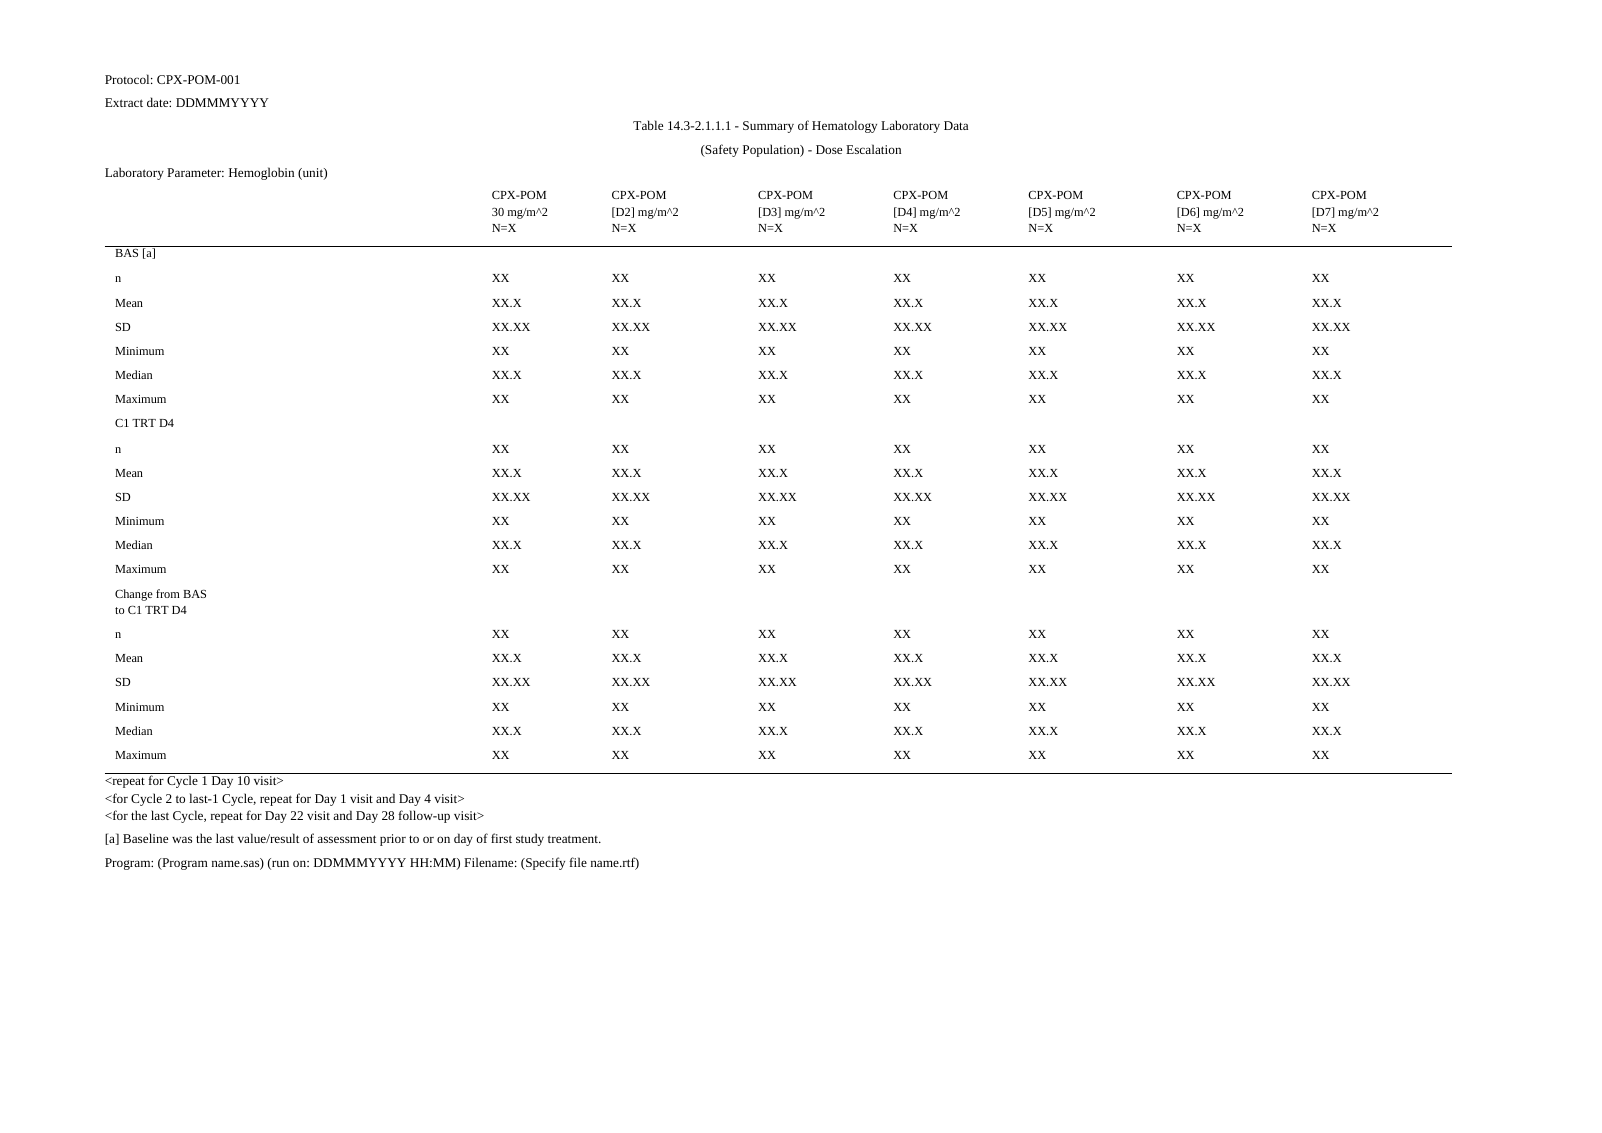 Protocol: CPX-POM-001
Extract date: DDMMMYYYY
Table 14.3-2.1.1.1 - Summary of Hematology Laboratory Data
(Safety Population) - Dose Escalation
Laboratory Parameter: Hemoglobin (unit)
CPX-POM CPX-POM CPX-POM CPX-POM CPX-POM CPX-POM CPX-POM
30 mg/m^2 [D2] mg/m^2 [D3] mg/m^2 [D4] mg/m^2 [D5] mg/m^2 [D6] mg/m^2 [D7] mg/m^2
N=X N=X N=X N=X N=X N=X N=X
BAS [a]
n XX XX XX XX XX XX XX
Mean XX.X XX.X XX.X XX.X XX.X XX.X XX.X
SD XX.XX XX.XX XX.XX XX.XX XX.XX XX.XX XX.XX
Minimum XX XX XX XX XX XX XX
Median XX.X XX.X XX.X XX.X XX.X XX.X XX.X
Maximum XX XX XX XX XX XX XX
C1 TRT D4
n XX XX XX XX XX XX XX
Mean XX.X XX.X XX.X XX.X XX.X XX.X XX.X
SD XX.XX XX.XX XX.XX XX.XX XX.XX XX.XX XX.XX
Minimum XX XX XX XX XX XX XX
Median XX.X XX.X XX.X XX.X XX.X XX.X XX.X
Maximum XX XX XX XX XX XX XX
Change from BAS
to C1 TRT D4
n XX XX XX XX XX XX XX
Mean XX.X XX.X XX.X XX.X XX.X XX.X XX.X
SD XX.XX XX.XX XX.XX XX.XX XX.XX XX.XX XX.XX
Minimum XX XX XX XX XX XX XX
Median XX.X XX.X XX.X XX.X XX.X XX.X XX.X
Maximum XX XX XX XX XX XX XX
<repeat for Cycle 1 Day 10 visit>
<for Cycle 2 to last-1 Cycle, repeat for Day 1 visit and Day 4 visit>
<for the last Cycle, repeat for Day 22 visit and Day 28 follow-up visit>
[a] Baseline was the last value/result of assessment prior to or on day of first study treatment.
Program: (Program name.sas) (run on: DDMMMYYYY HH:MM) Filename: (Specify file name.rtf)